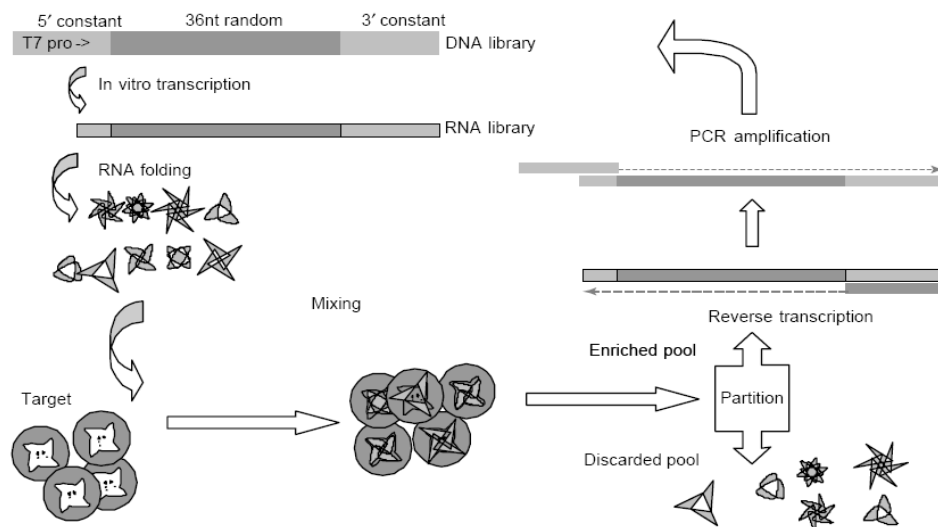 5′ constant
36nt random
3′ constant
T7 pro ->
DNA library
In vitro transcription
RNA library
RNA folding
PCR amplification
Mixing
Reverse transcription
Enriched pool
Target
Partition
Discarded pool